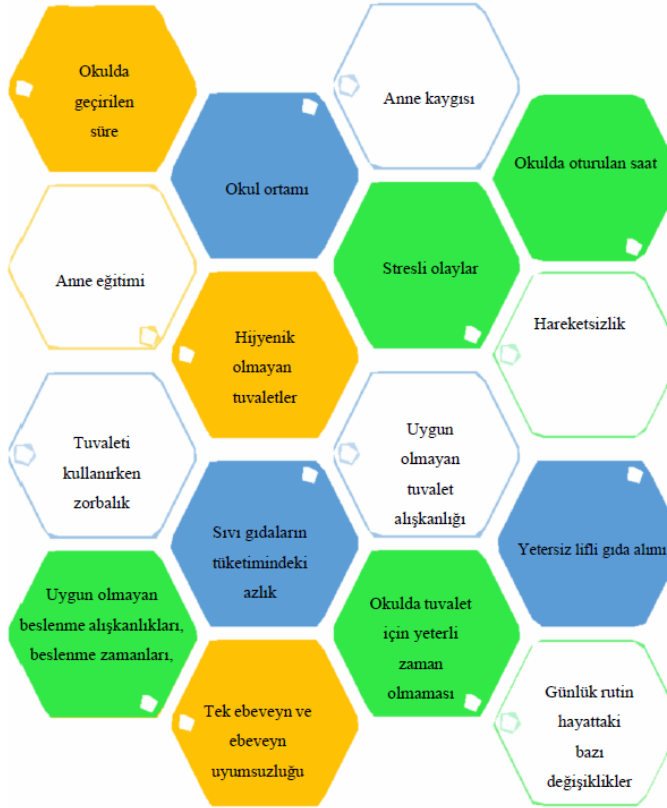 Okulda
geçirilen
süre
Anne kaygısı
Okul ortamı
Okulda oturulan saat
Anne eğitimi
Stresli olaylar
Hijyenik
olmayan
tuvaletler
Hareketsizlik
Tuvaleti
kullanırken
zorbalık
Uygun
olmayan
tuvalet
alışkanlığı
Sıvı gıdaların
tüketimindeki
azlık
Yetersiz lifli gıda alımı
Uygun olmayan
beslenme alışkanlıkları,
beslenme zamanları,
Okulda tuvalet
için yeterli
zaman
olmaması
Tek ebeveyn ve
ebeveyn
uyumsuzluğu
Günlük rutin
hayattaki
bazı
değişiklikler